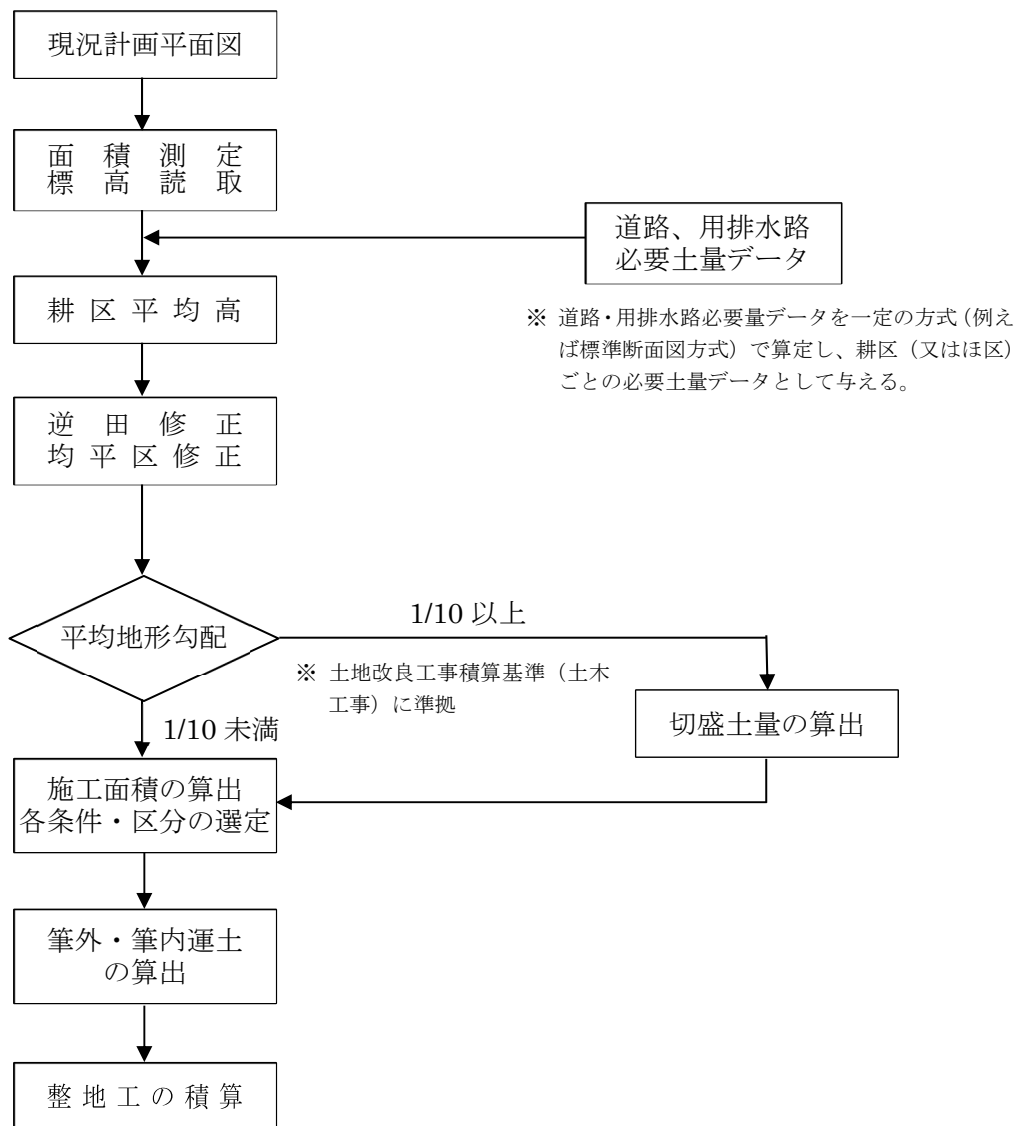 現況計画平面図
面積測定
標高読取
道路、用排水路
必要土量データ
耕区平均高
※ 道路・用排水路必要量データを一定の方式（例え
ば標準断面図方式）で算定し、耕区（又はほ区）
ごとの必要土量データとして与える。
逆田修正
均平区修正
平均地形勾配
1/10 以上
※ 土地改良工事積算基準（土木
工事）に準拠
1/10 未満
切盛土量の算出
施工面積の算出
各条件・区分の選定
筆外・筆内運土
の算出
整地工の積算